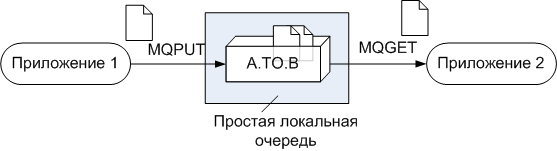 MQPUT
MQGET
Приложение 1
A.TO.B
Приложение 2
Простая локальная
очередь